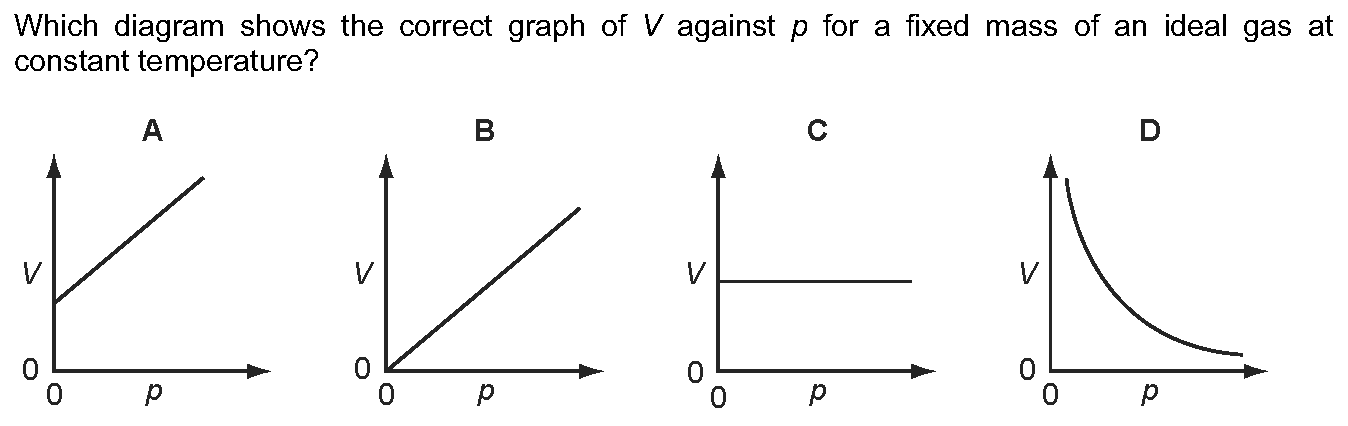 Which diagram shows the correct graph of V against p for a fixed mass of an ideal gas at
constant temperature?
A B C D
V V V V
0 0 0 0
0 p 0 p 0 p 0 p